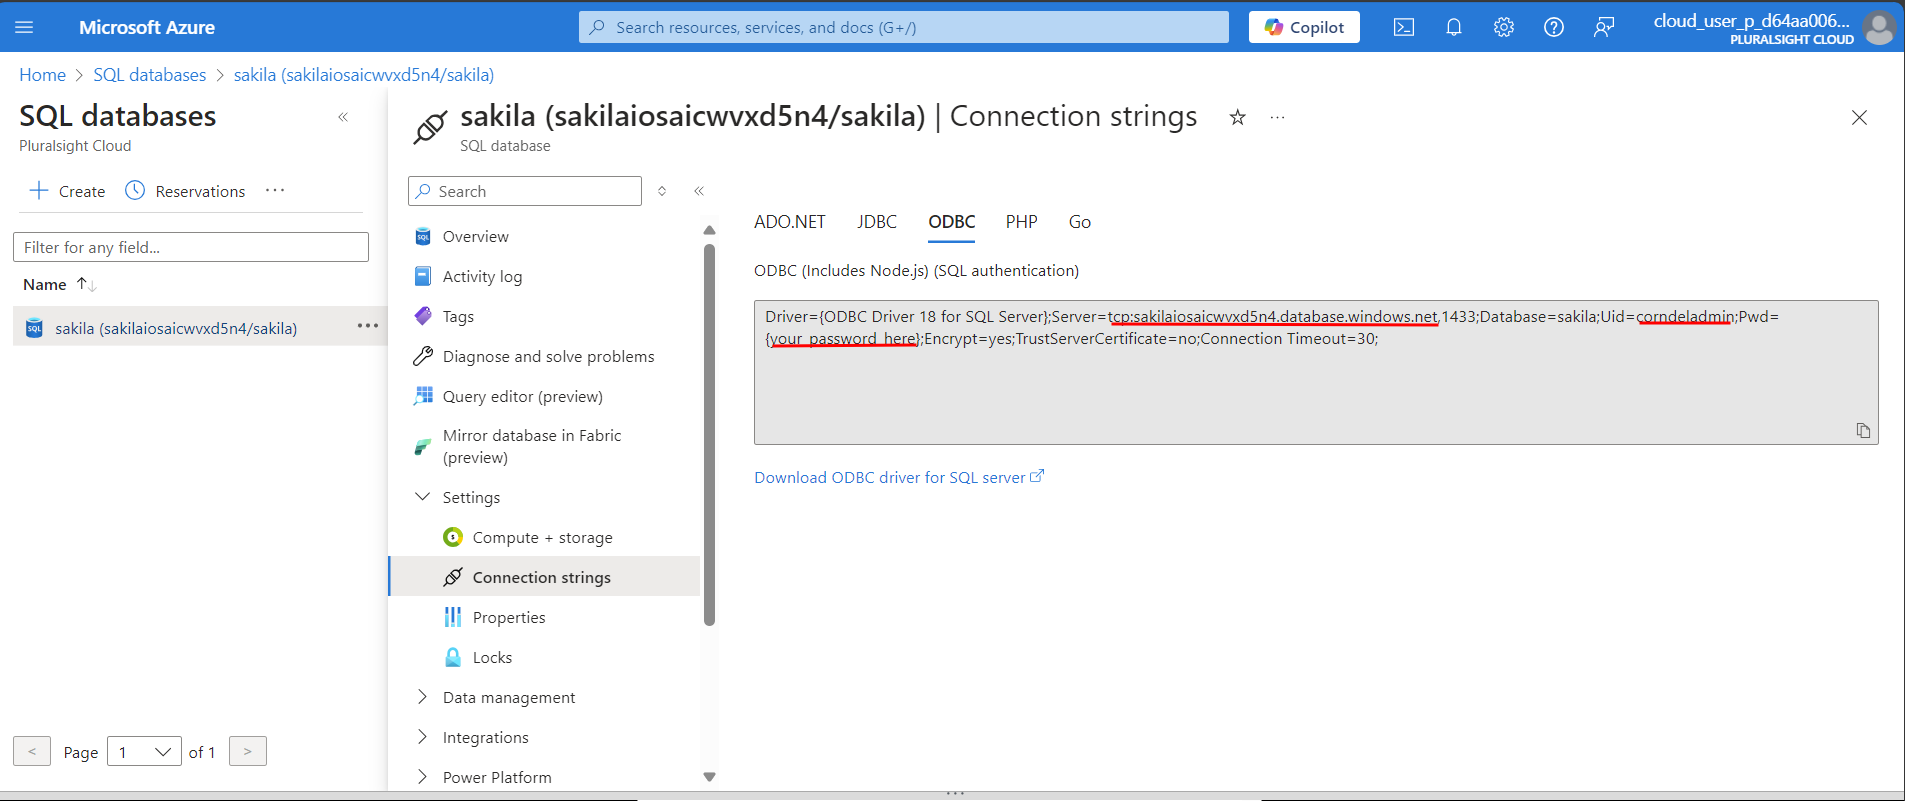 Microsoft Azure
Search resources, services, and docs (G+/)
Copilot
cloud_user_p_d64aa006...
PLURALSIGHT CLOUD
Home > SQL databases > sakila (sakilaiosaicwvxd5n4/sakila)
SQL databases
Pluralsight Cloud
Create Reservations ...
Filter for any field...
Name
sakila (sakilaiosaicwvxd5n4/sakila) ...
< Page 1 of 1 >
sakila (sakilaiosaicwvxd5n4/sakila) | Connection strings
SQL database
Search
Overview
Activity log
Tags
Diagnose and solve problems
Query editor (preview)
Mirror database in Fabric
(preview)
Settings
Compute + storage
Connection strings
Properties
Locks
Data management
Integrations
Power Platform
ADO.NET JDBC ODBC PHP Go
ODBC (Includes Node.js) (SQL authentication)
Driver={ODBC Driver 18 for SQL Server};Server=tcp:sakilaiosaicwvxd5n4.database.windows.net,1433;Database=sakila;Uid=corndeladmin;Pwd=
{your_password_here};Encrypt=yes;TrustServerCertificate=no;Connection Timeout=30;
Download ODBC driver for SQL server